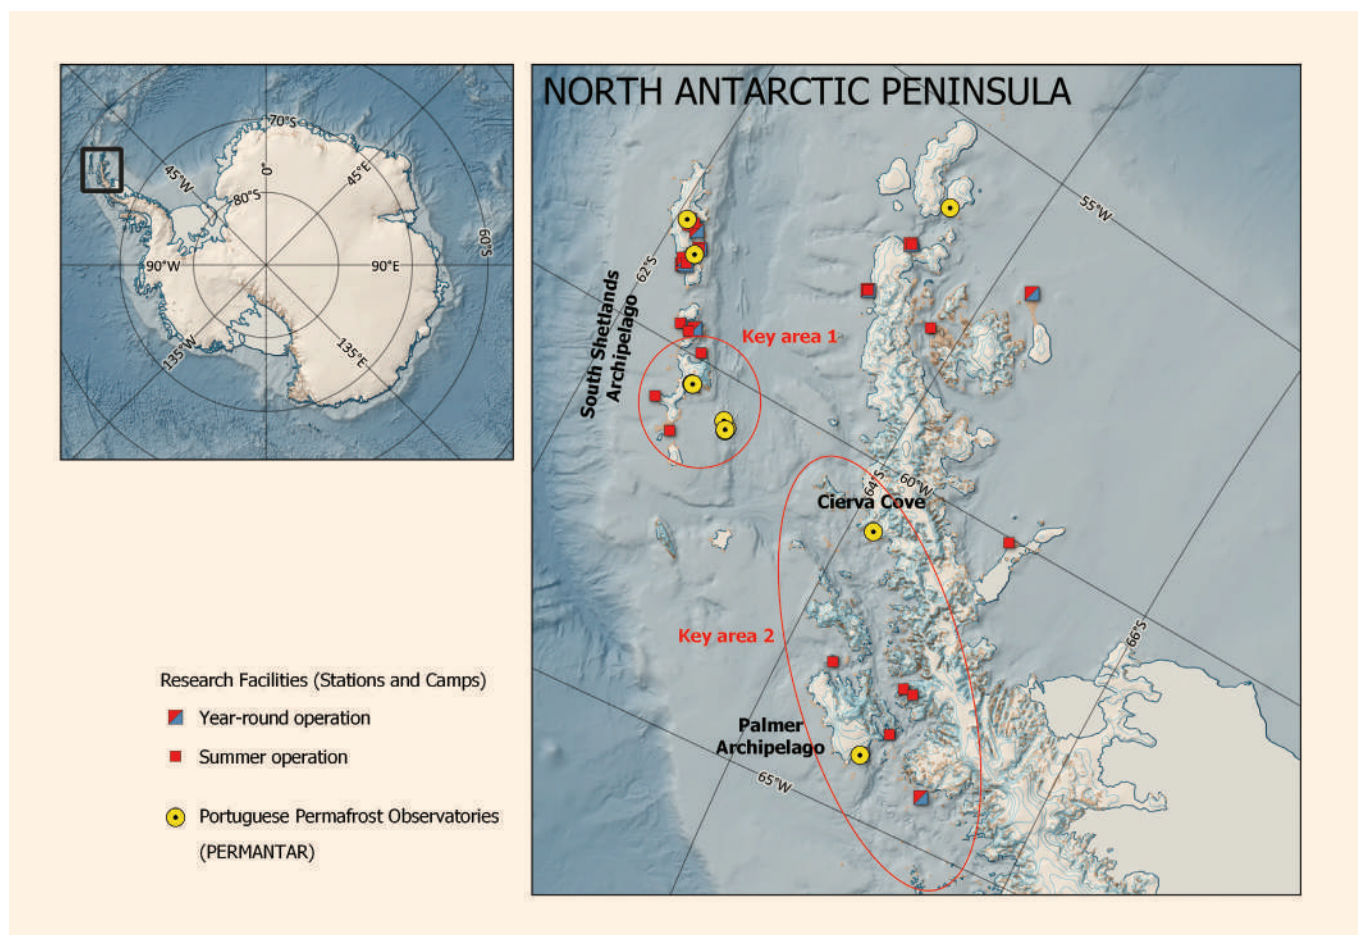 NORTH ANTARCTIC PENINSULA
70°S
0°
45°W
45°E
80°S
60°S
90°W
90°E
135°W
135°E
55°W
62°S
South Shetlands
Archipelago
Key area 1
64°S
60°W
Cierva Cove
Key area 2
66°S
Palmer
Archipelago
65°W
Research Facilities (Stations and Camps)
Year-round operation
Summer operation
Portuguese Permafrost Observatories
(PERMANTAR)